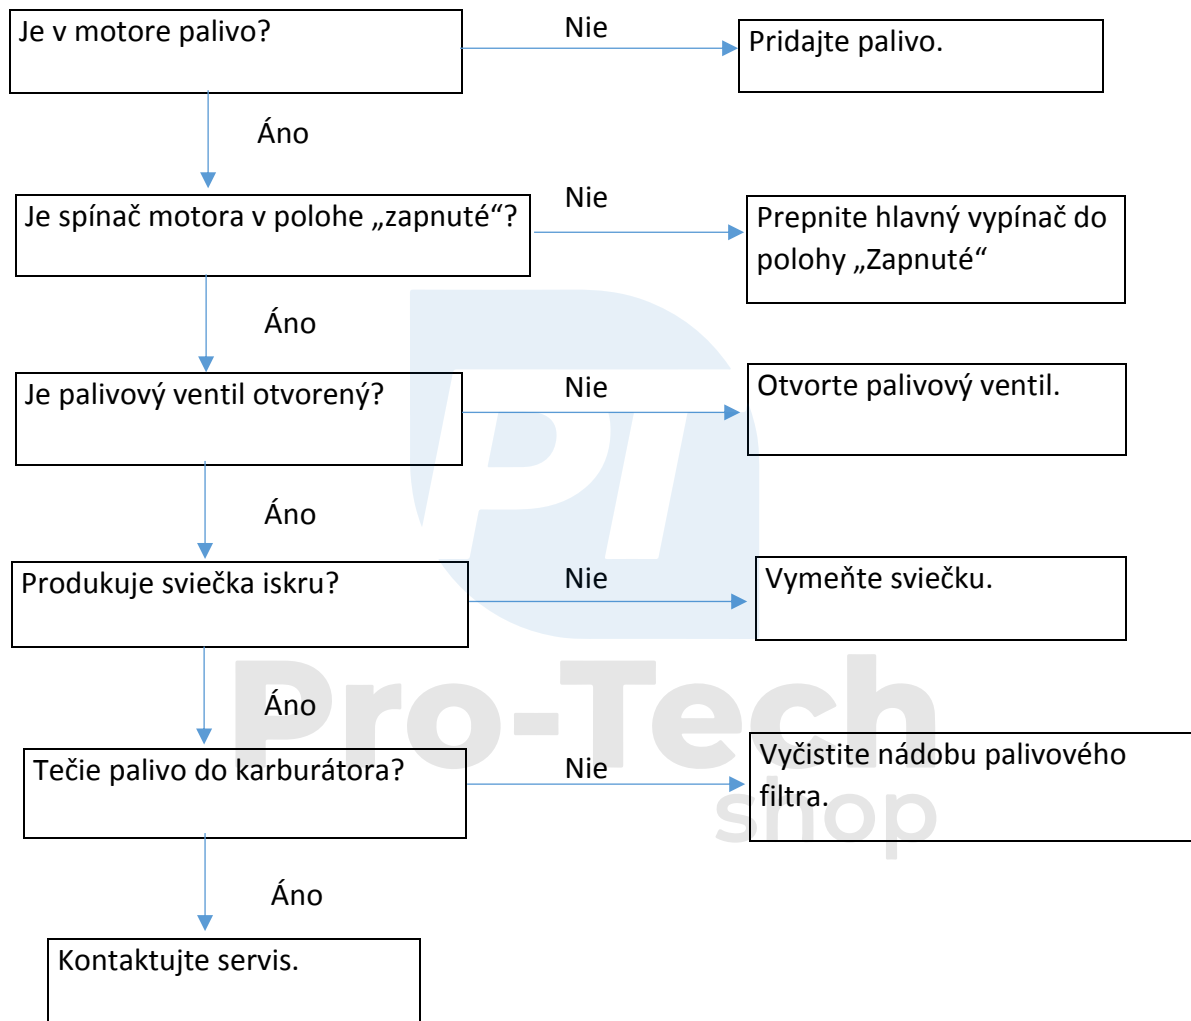 Je v motore palivo?
Nie
Pridajte palivo.
Áno
Je spínač motora v polohe „zapnuté“?
Nie
Prepnite hlavný vypínač do
polohy „Zapnuté“
Áno
Je palivový ventil otvorený?
Nie
Otvorte palivový ventil.
Áno
Produkuje sviečka iskru?
Nie
Vymeňte sviečku.
Áno
Tečie palivo do karburátora?
Nie
Vyčistite nádobu palivového
filtra.
Áno
Kontaktujte servis.
PT
Pro-Tech
shop